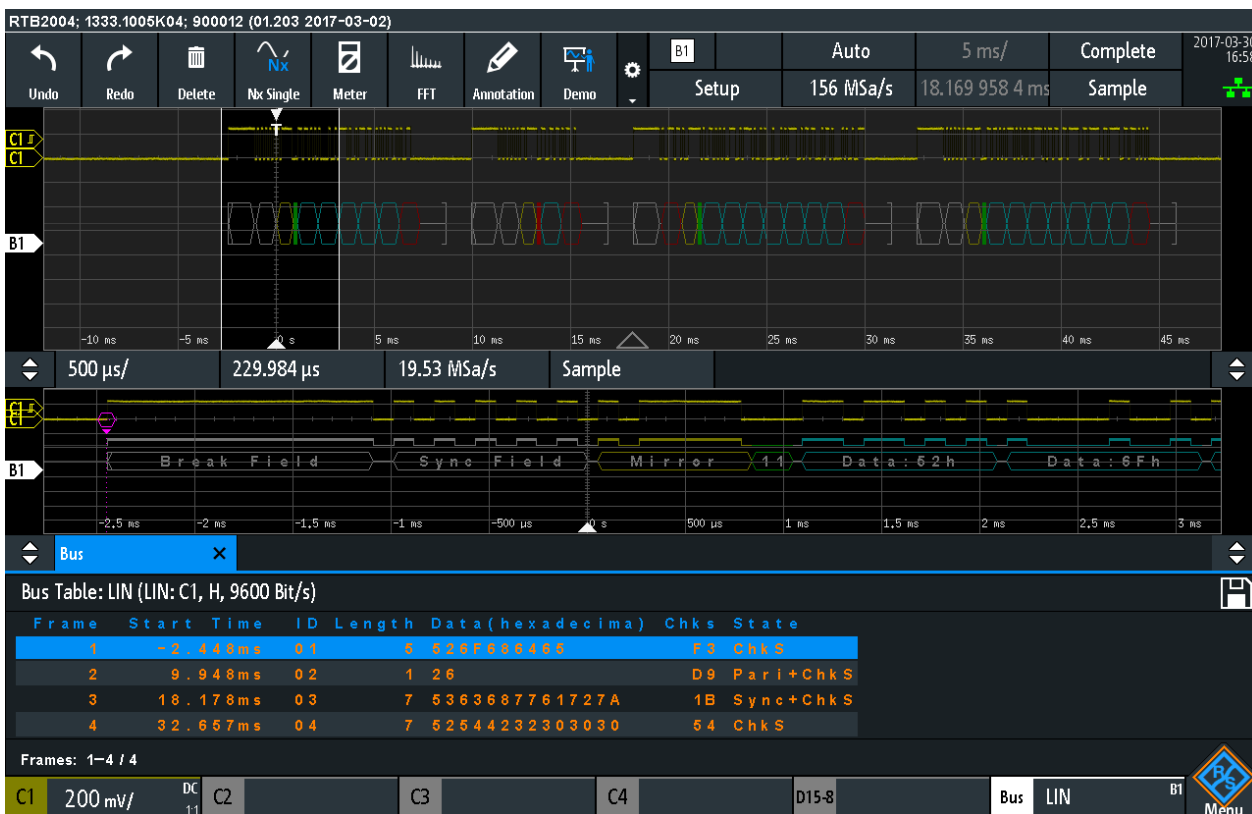 RTB2004; 1333.1005K04; 900012 (01.203 2017-03-02)
Undo Redo Delete Nx Single Meter FFT Annotation Demo
Nx
B1 Auto 5 ms/ Complete
Setup 156 MSa/s 18.169 958 4 ms Sample
2017-03-30
16:58
C1
C1
T
B1
-10 ms -5 ms 0 s 5 ms 10 ms 15 ms 20 ms 25 ms 30 ms 35 ms 40 ms 45 ms
500 µs/ 229.984 µs 19.53 MSa/s Sample
B1 Break Field Sync Field Mirror 11 Data:52h Data:6Fh
-2.5 ms -2 ms -1.5 ms -1 ms -500 µs 0 s 500 µs 1 ms 1.5 ms 2 ms 2.5 ms 3 ms
Bus
Bus Table: LIN (LIN: C1, H, 9600 Bit/s)
Frame Start Time ID Length Data(hexadecima) Chks State
1 -2.448ms 01 5 526F686465 F3 ChkS
2 9.948ms 02 1 26 D9 Pari+ChkS
3 18.178ms 03 7 5363687761727A 1B Sync+ChkS
4 32.657ms 04 7 52544232303030 54 ChkS
Frames: 1-4 / 4
C1 200 mV/ DC 1:1 C2 C3 C4 D15-8 Bus LIN B1
R&S
Menu